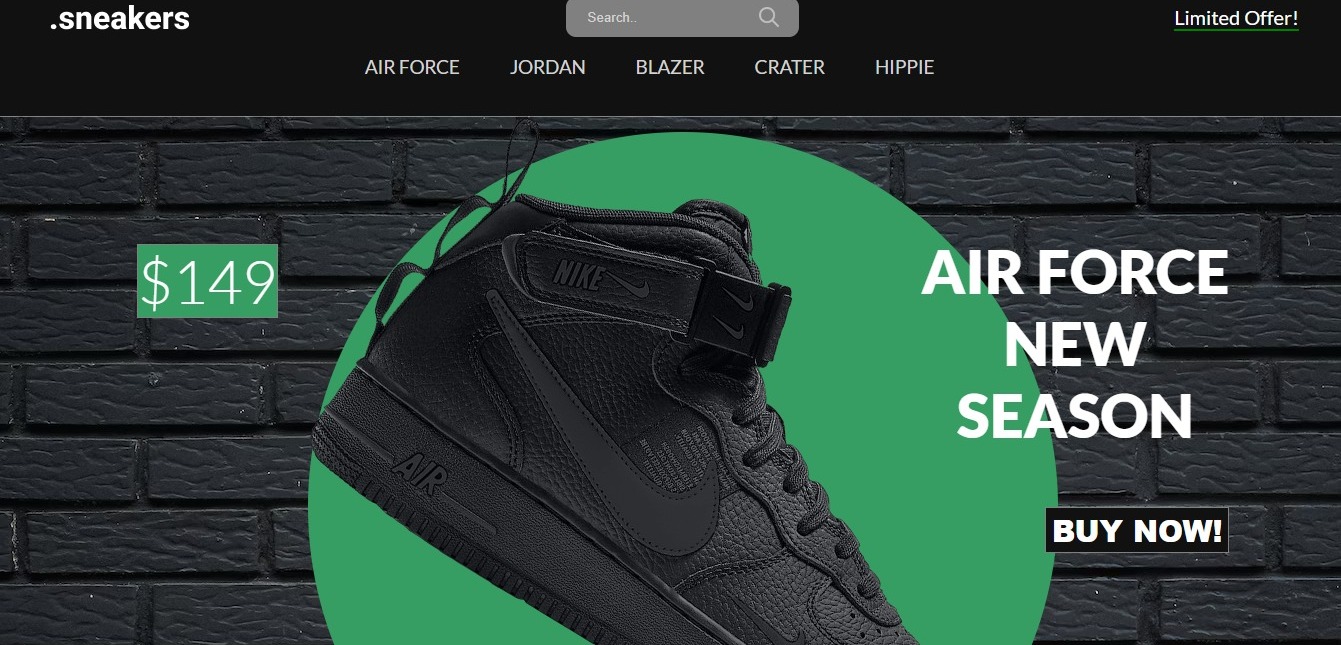 .sneakers
Search..
Limited Offer!
AIR FORCE
JORDAN
BLAZER
CRATER
HIPPIE
$149
NIKE
AIR
AIR FORCE
NEW
SEASON
BUY NOW!